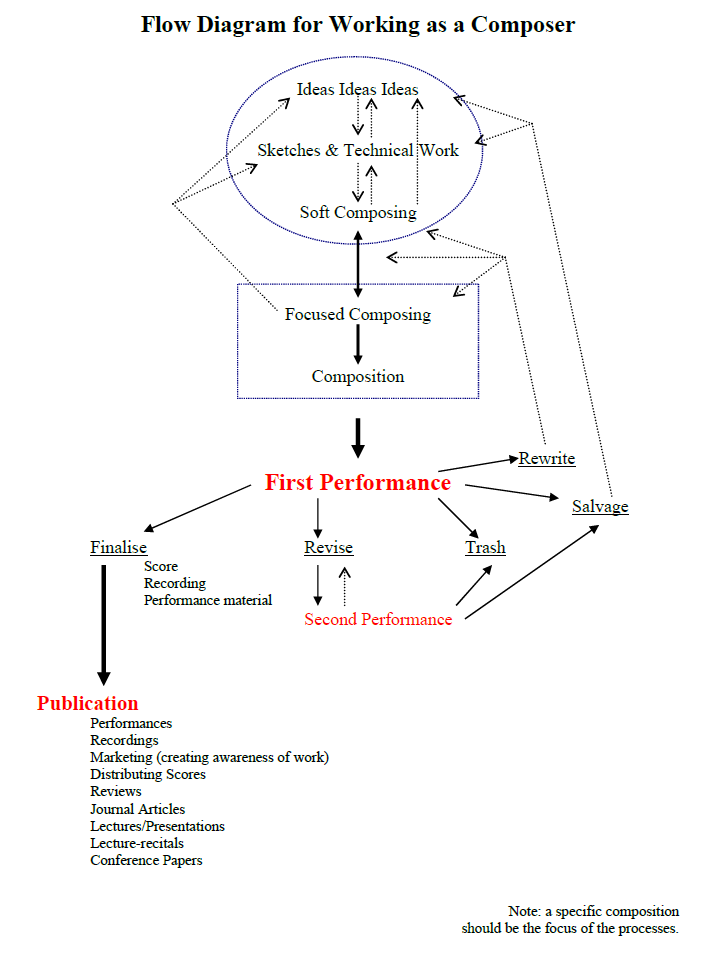 Flow Diagram for Working as a Composer
Ideas Ideas Ideas
Sketches & Technical Work
Soft Composing
Focused Composing
Composition
Rewrite
First Performance
Salvage
Finalise
Revise
Trash
Score
Recording
Performance material
Second Performance
Publication
Performances
Recordings
Marketing (creating awareness of work)
Distributing Scores
Reviews
Journal Articles
Lectures/Presentations
Lecture-recitals
Conference Papers
Note: a specific composition
should be the focus of the processes.